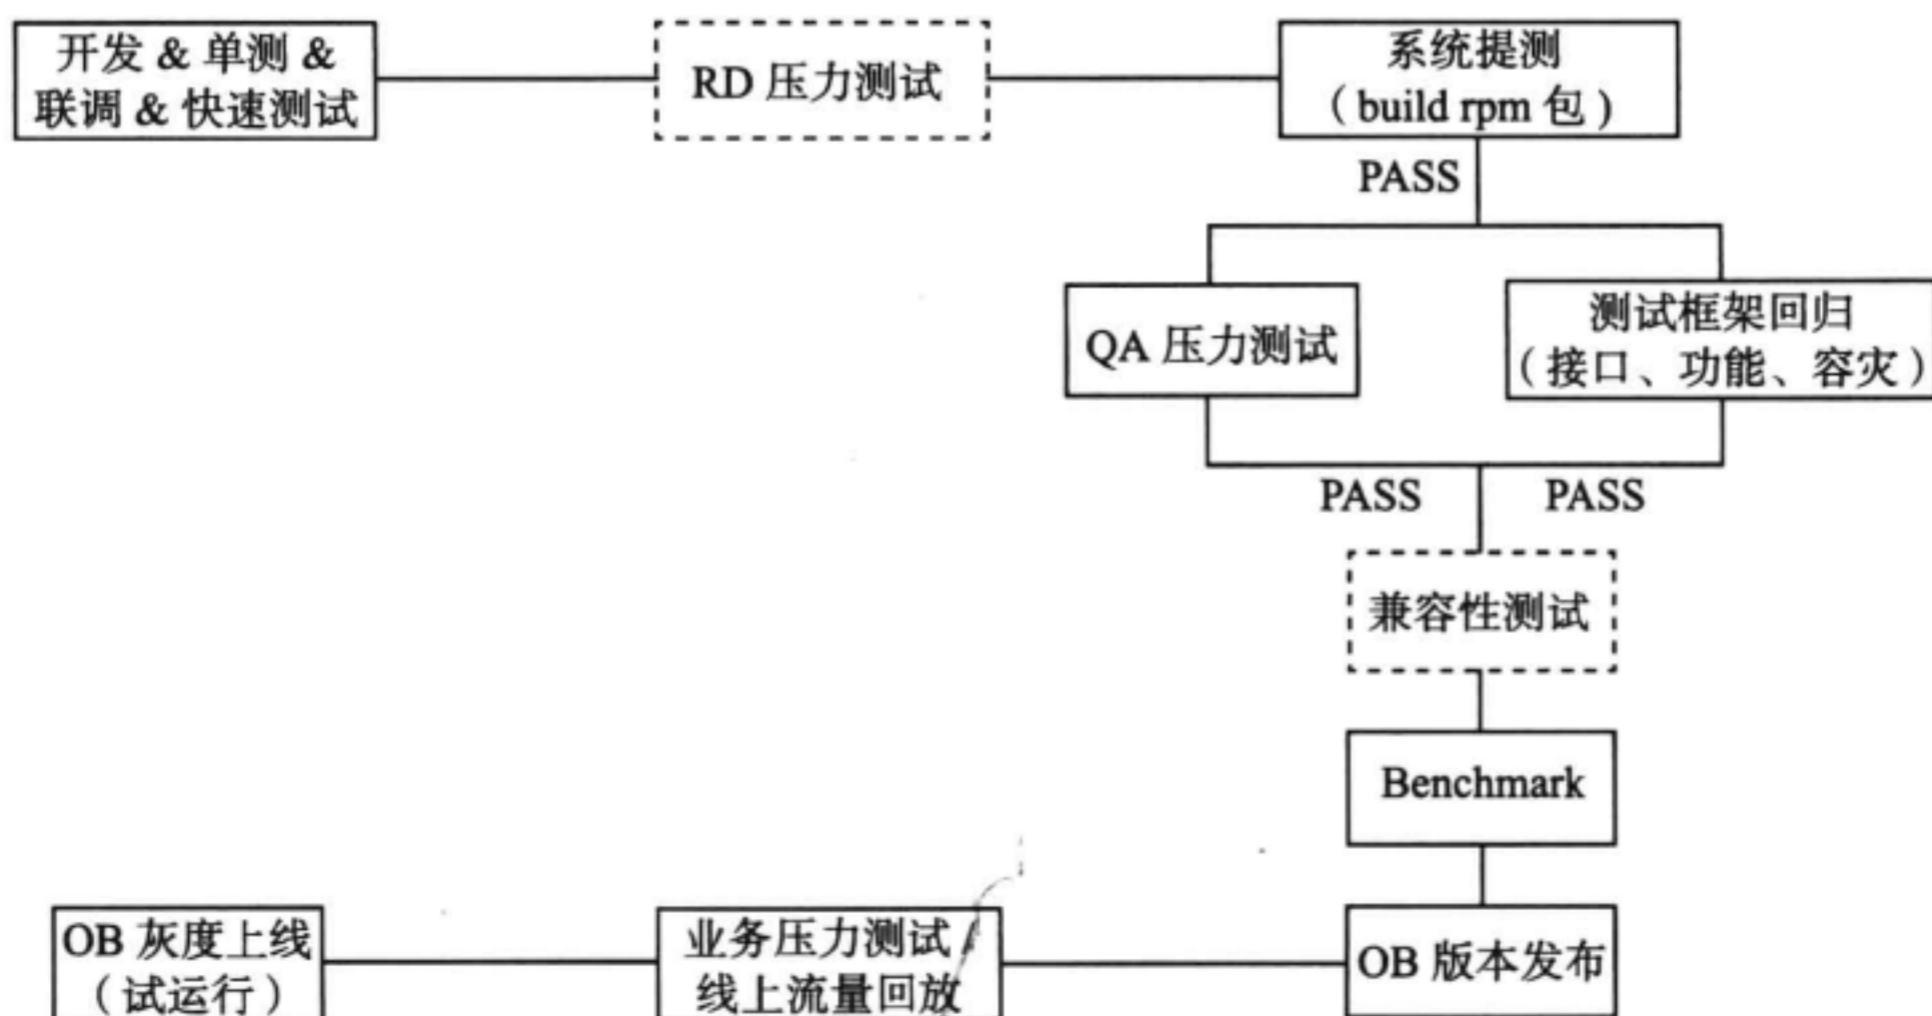 开发 & 单测 &
联调 & 快速测试
RD 压力测试
系统提测
（build rpm 包）
PASS
QA 压力测试
测试框架回归
（接口、功能、容灾）
PASS
PASS
兼容性测试
Benchmark
OB 版本发布
业务压力测试 /
线上流量回放
OB 灰度上线
（试运行）